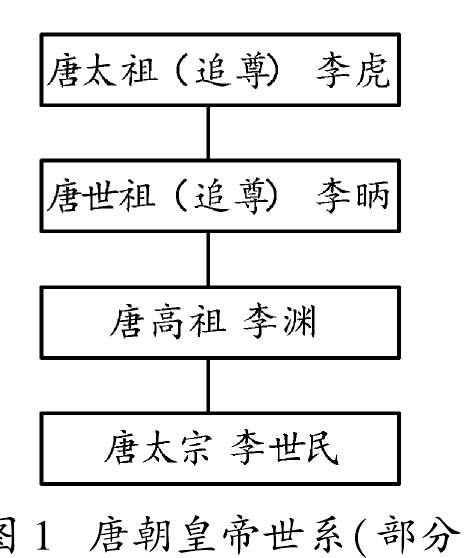 唐太祖（追尊） 李虎
唐世祖（追尊） 李昞
唐高祖 李渊
唐太宗 李世民
图1 唐朝皇帝世系(部分